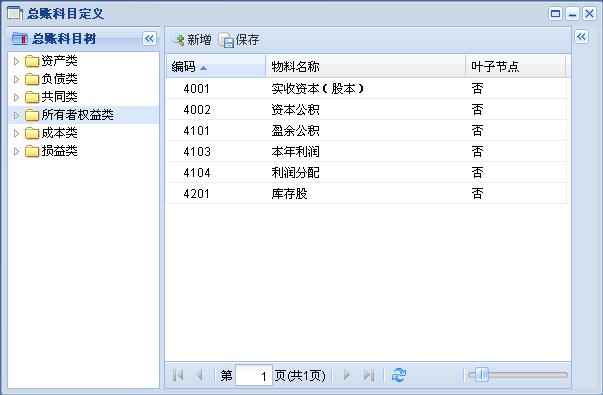 总账科目定义
总账科目树
资产类
负债类
共同类
所有者权益类
成本类
损益类
新增 保存
编码 物料名称 叶子节点
4001 实收资本（股本） 否
4002 资本公积 否
4101 盈余公积 否
4103 本年利润 否
4104 利润分配 否
4201 库存股 否
第 1 页(共1页)